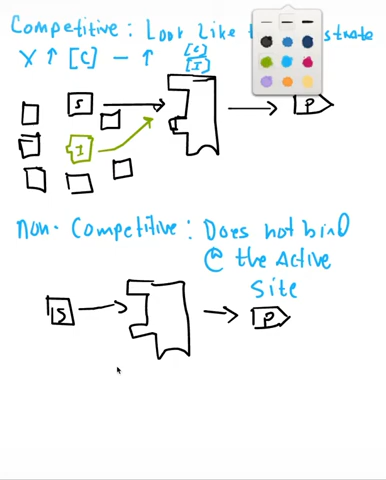 Competitive: Look Like
X ↑ [C] – ↑ [C]/[I]
S
I
P
Non-Competitive: Does not bind
@ the Active
Site
S
P